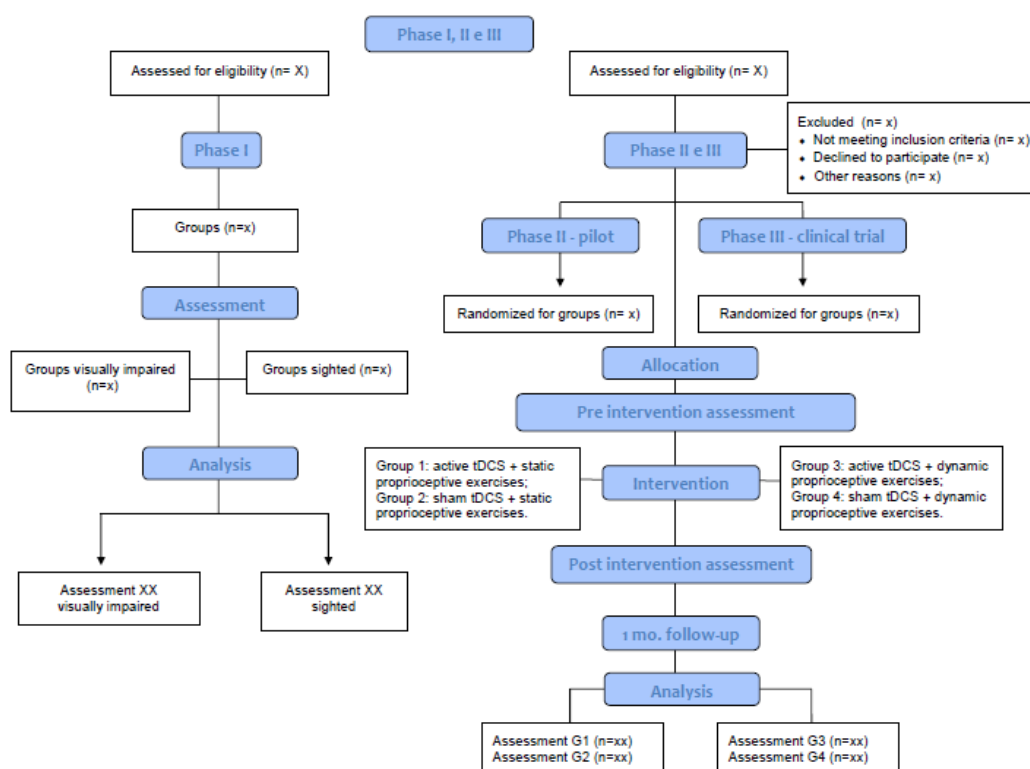 Phase I, II e III
Assessed for eligibility (n= X)
Phase I
Groups (n=x)
Assessment
Groups visually impaired
(n=x)
Groups sighted (n=x)
Analysis
Assessment XX
visually impaired
Assessment XX
sighted
Assessed for eligibility (n= X)
Phase II e III
Excluded (n= x)
⬥ Not meeting inclusion criteria (n= x)
⬥ Declined to participate (n= x)
⬥ Other reasons (n= x)
Phase II - pilot
Phase III - clinical trial
Randomized for groups (n= x)
Randomized for groups (n=x)
Allocation
Pre intervention assessment
Group 1: active tDCS + static
proprioceptive exercises;
Group 2: sham tDCS + static
proprioceptive exercises.
Intervention
Group 3: active tDCS + dynamic
proprioceptive exercises;
Group 4: sham tDCS + dynamic
proprioceptive exercises.
Post intervention assessment
1 mo. follow-up
Analysis
Assessment G1 (n=xx)
Assessment G2 (n=xx)
Assessment G3 (n=xx)
Assessment G4 (n=xx)